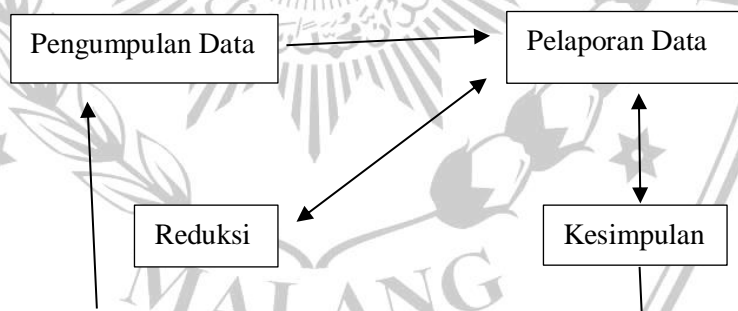 Pengumpulan Data
Pelaporan Data
Reduksi
Kesimpulan
MALANG